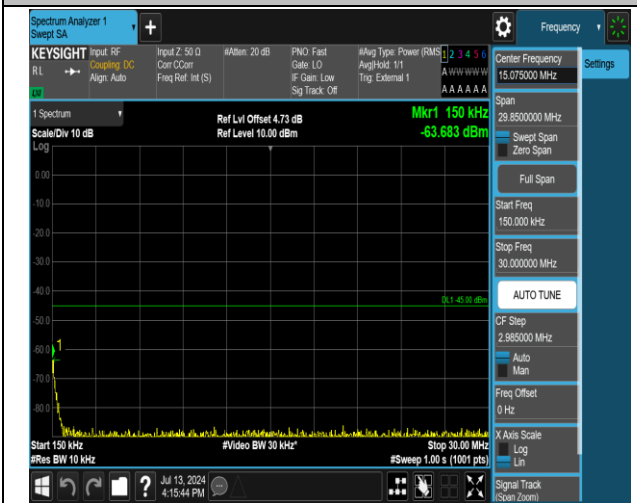 Spectrum Analyzer 1
Swept SA
+
Frequency
KEYSIGHT
RL
Input: RF
Coupling: DC
Align: Auto
Input Z: 50 Ω
Corr CCorr
Freq Ref: Int (S)
#Atten: 20 dB
PNO: Fast
Gate: LO
IF Gain: Low
Sig Track: Off
#Avg Type: Power (RMS
Avg|Hold: 1/1
Trig: External 1
1 2 3 4 5 6
A W W W W W
A A A A A A
LXI
1 Spectrum
Scale/Div 10 dB
Log
Ref Lvl Offset 4.73 dB
Ref Level 10.00 dBm
Mkr1 150 kHz
-63.683 dBm
0.00
-10.0
-20.0
-30.0
-40.0
-50.0
-60.0
-70.0
-80.0
DL1 -45.00 dBm
1
Start 150 kHz
#Res BW 10 kHz
#Video BW 30 kHz*
Stop 30.00 MHz
#Sweep 1.00 s (1001 pts)
Center Frequency
15.075000 MHz
Settings
Span
29.8500000 MHz
Swept Span
Zero Span
Full Span
Start Freq
150.000 kHz
Stop Freq
30.000000 MHz
AUTO TUNE
CF Step
2.985000 MHz
Auto
Man
Freq Offset
0 Hz
X Axis Scale
Log
Lin
Signal Track
(Span Zoom)
?
Jul 13, 2024
4:15:44 PM